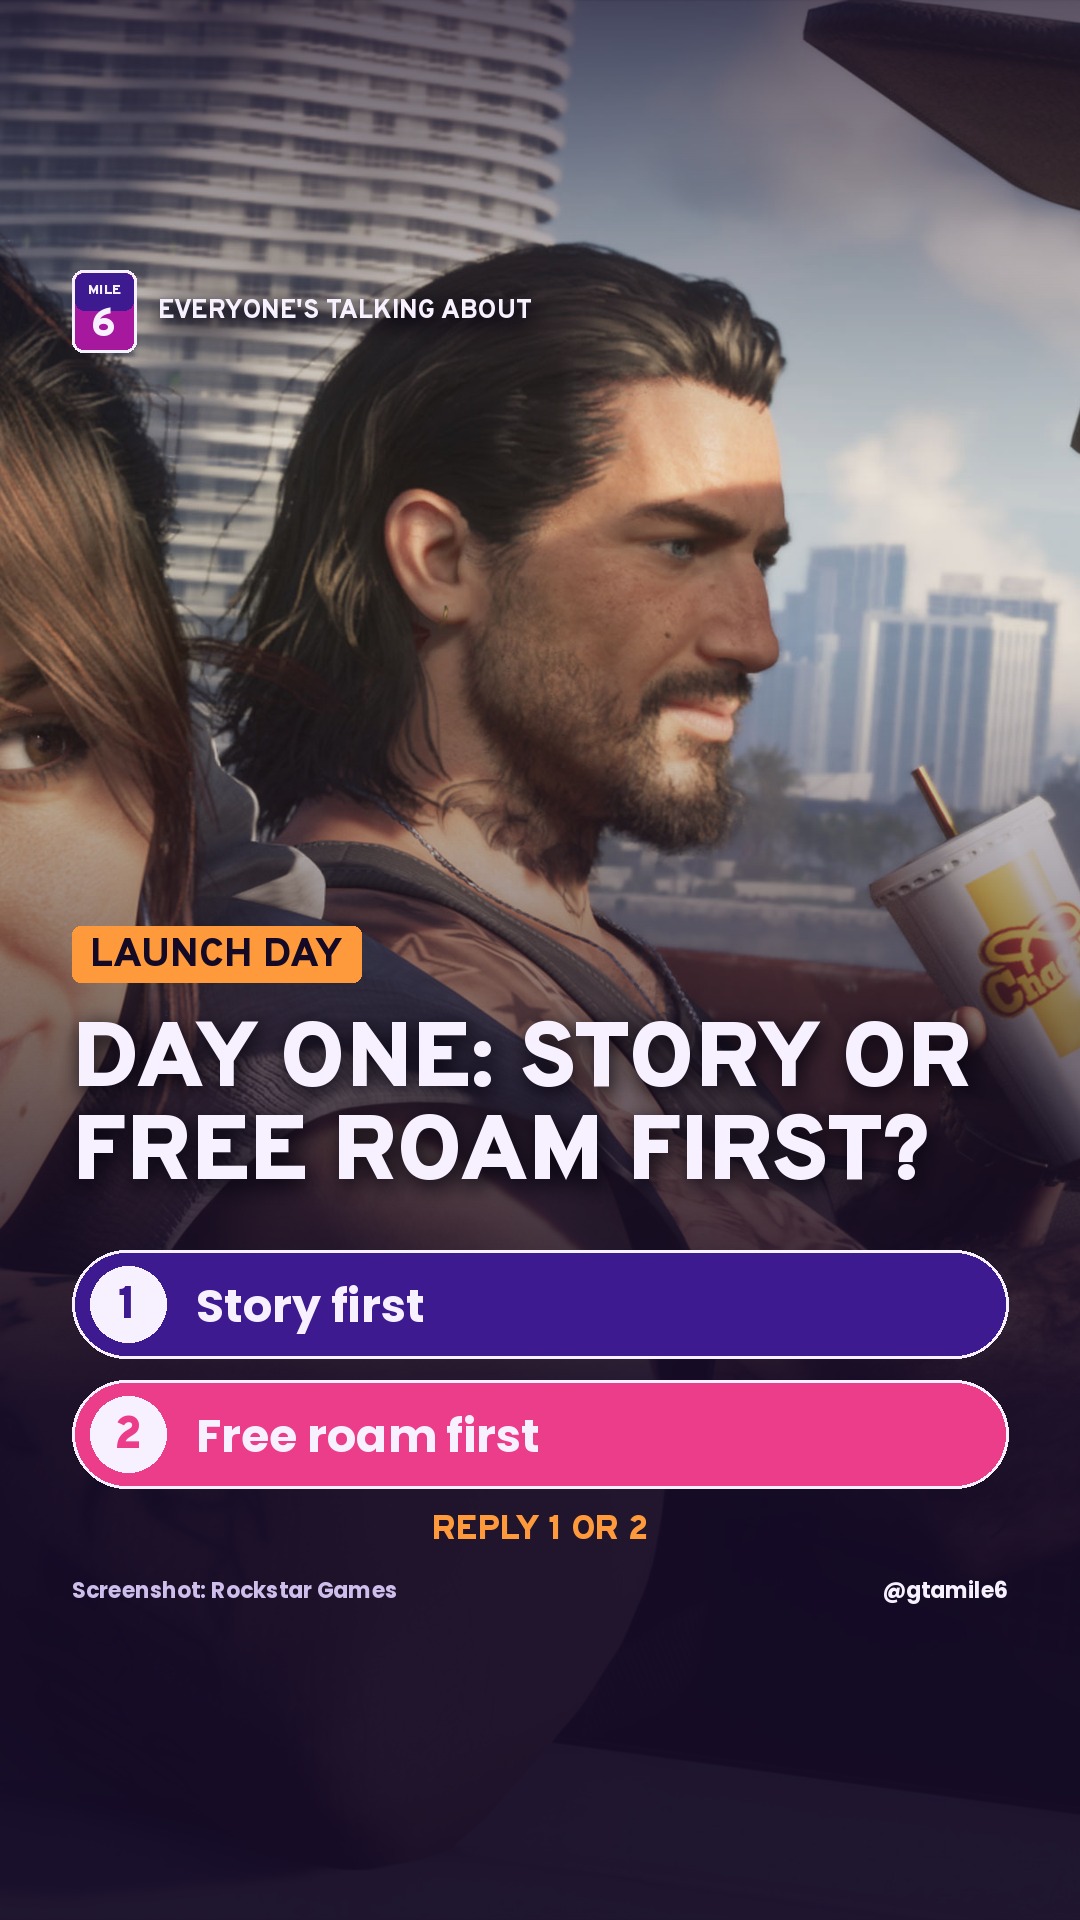 MILE
6
EVERYONE'S TALKING ABOUT
LAUNCH DAY
DAY ONE: STORY OR
FREE ROAM FIRST?
1 Story first
2 Free roam first
REPLY 1 OR 2
Screenshot: Rockstar Games
@gtamile6